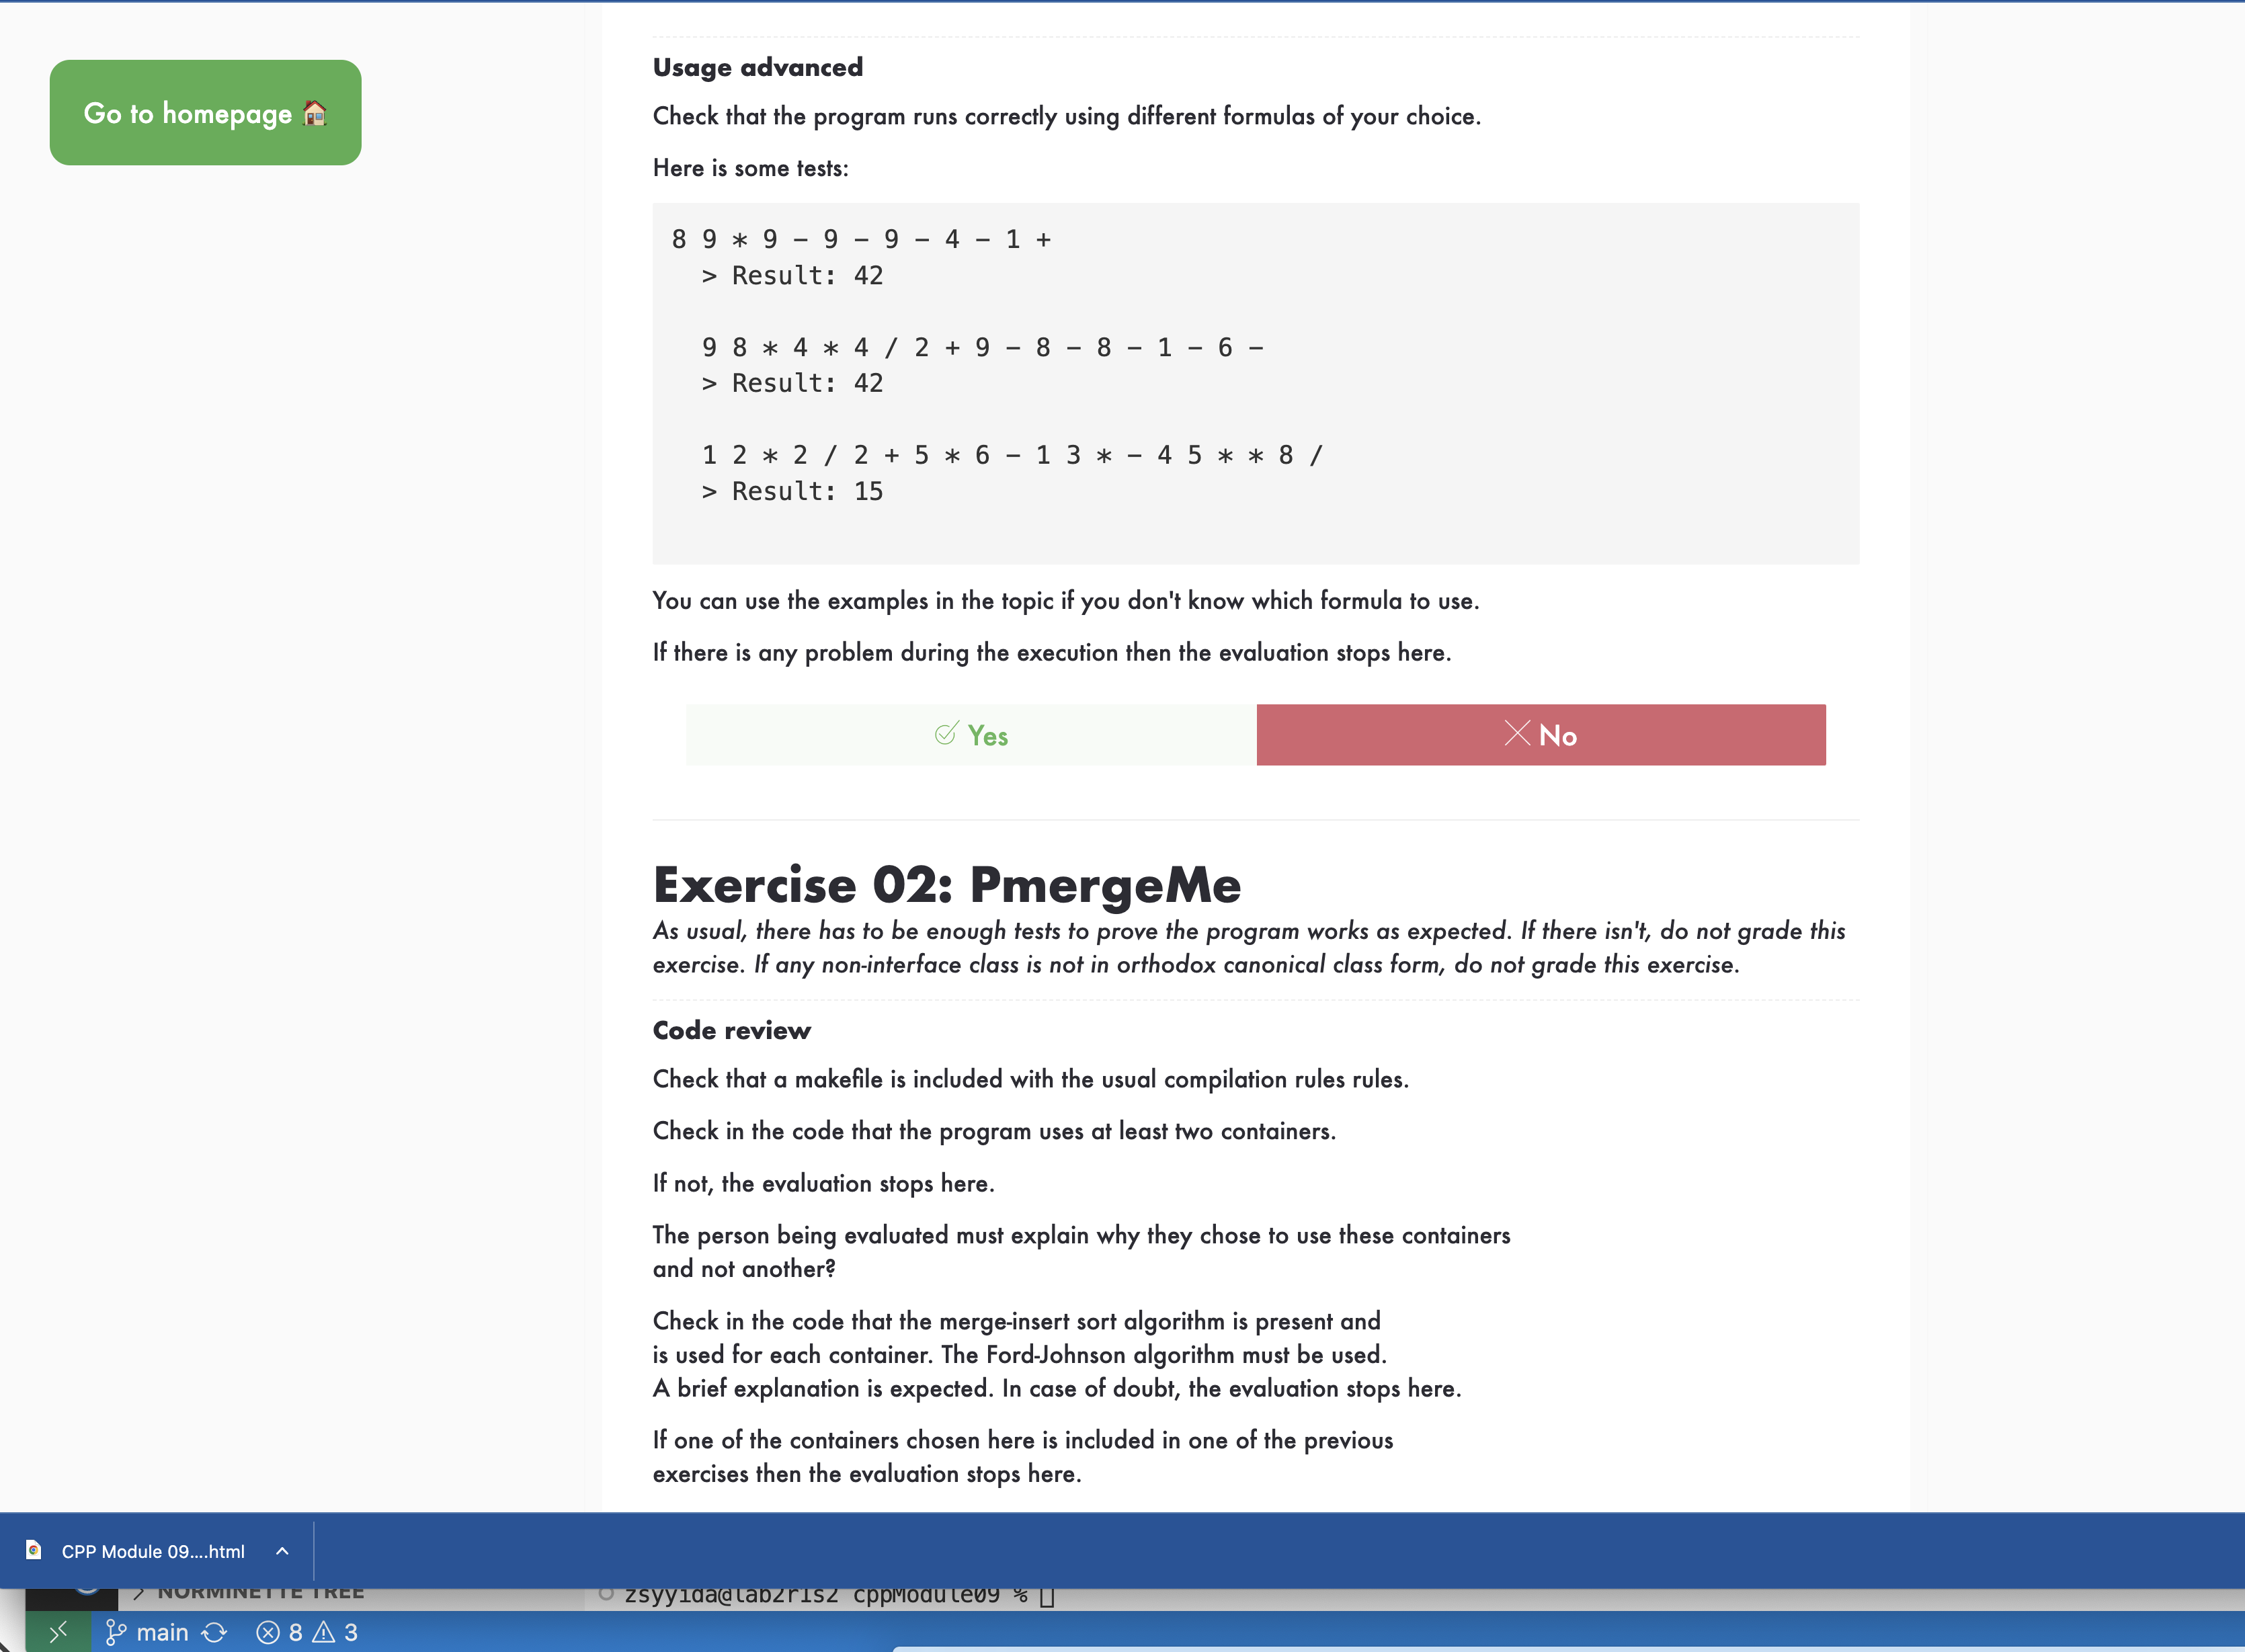 Go to homepage 🏠
Usage advanced
Check that the program runs correctly using different formulas of your choice.
Here is some tests:
8 9 * 9 - 9 - 9 - 4 - 1 +
> Result: 42
9 8 * 4 * 4 / 2 + 9 - 8 - 8 - 1 - 6 -
> Result: 42
1 2 * 2 / 2 + 5 * 6 - 1 3 * - 4 5 * * 8 /
> Result: 15
You can use the examples in the topic if you don't know which formula to use.
If there is any problem during the execution then the evaluation stops here.
Yes
No
Exercise 02: PmergeMe
As usual, there has to be enough tests to prove the program works as expected. If there isn't, do not grade this
exercise. If any non-interface class is not in orthodox canonical class form, do not grade this exercise.
Code review
Check that a makefile is included with the usual compilation rules rules.
Check in the code that the program uses at least two containers.
If not, the evaluation stops here.
The person being evaluated must explain why they chose to use these containers
and not another?
Check in the code that the merge-insert sort algorithm is present and
is used for each container. The Ford-Johnson algorithm must be used.
A brief explanation is expected. In case of doubt, the evaluation stops here.
If one of the containers chosen here is included in one of the previous
exercises then the evaluation stops here.
CPP Module 09....html
NORMINETTE TREE
zsyyida@lab2r1s2 cppModule09 %
main 8 3